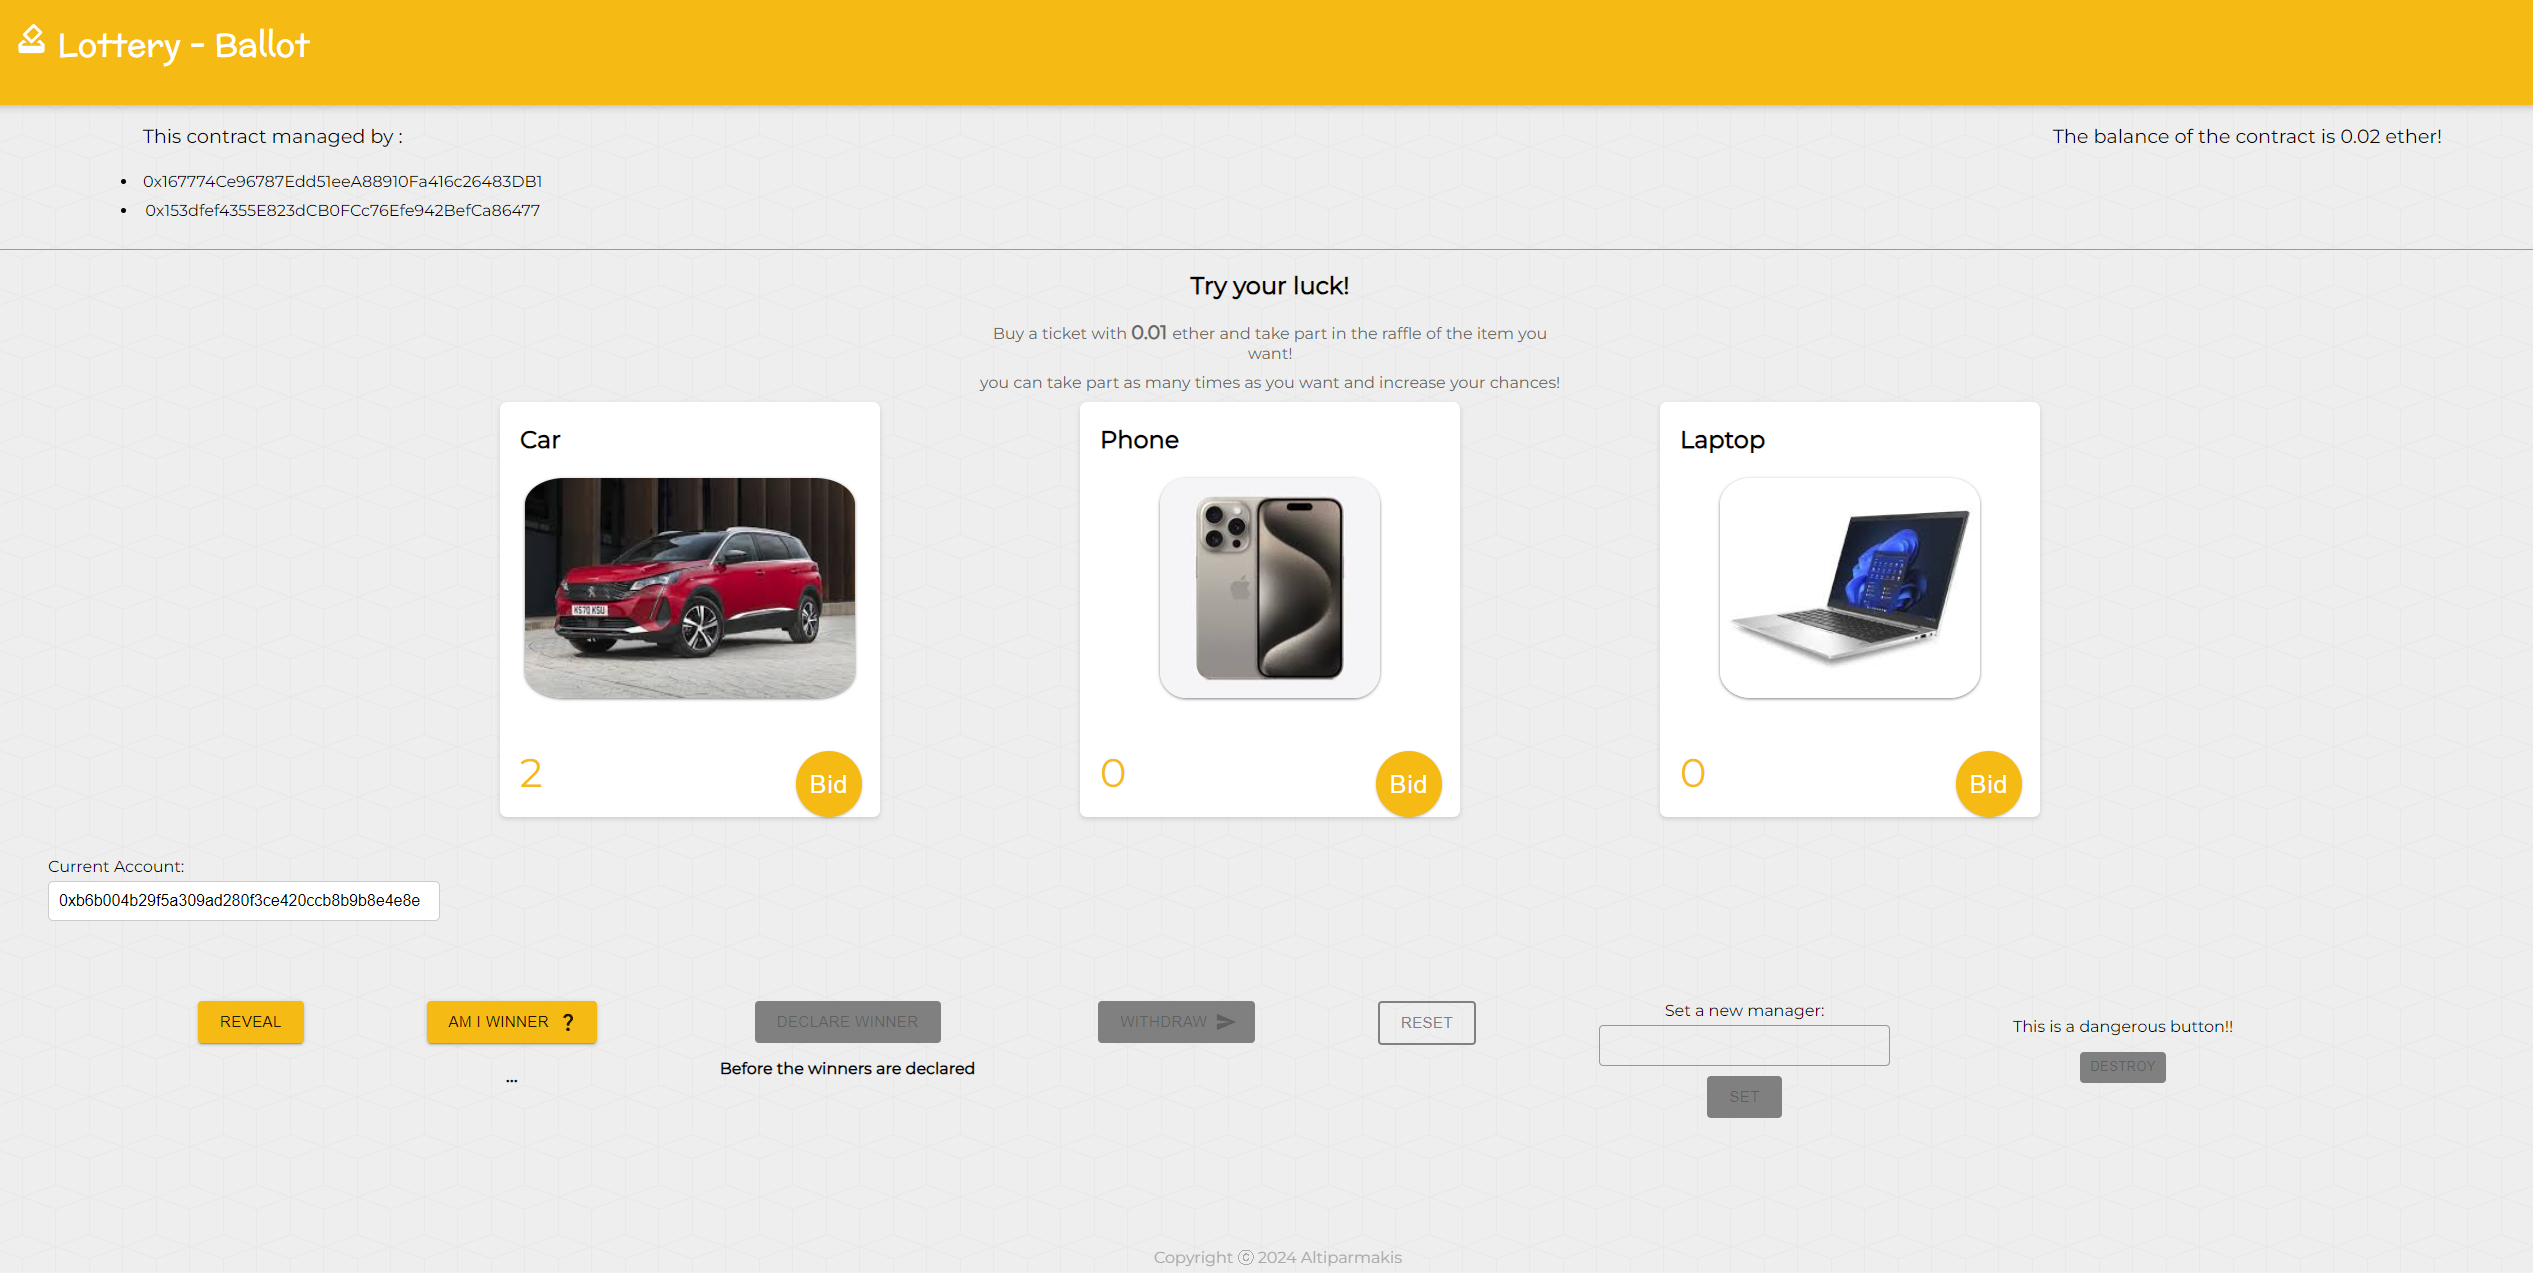 Lottery - Ballot
This contract managed by :
The balance of the contract is 0.02 ether!
0x167774Ce96787Edd51eeA88910Fa416c26483DB1
0x153dfef4355E823dCB0FCc76Efe942BefCa86477
Try your luck!
Buy a ticket with 0.01 ether and take part in the raffle of the item you
want!
you can take part as many times as you want and increase your chances!
Car
Phone
Laptop
KS70 KSU
2
Bid
0
Bid
0
Bid
Current Account:
0xb6b004b29f5a309ad280f3ce420ccb8b9b8e4e8e
REVEAL
AM I WINNER ?
...
DECLARE WINNER
Before the winners are declared
WITHDRAW
RESET
Set a new manager:
SET
This is a dangerous button!!
DESTROY
Copyright © 2024 Altiparmakis